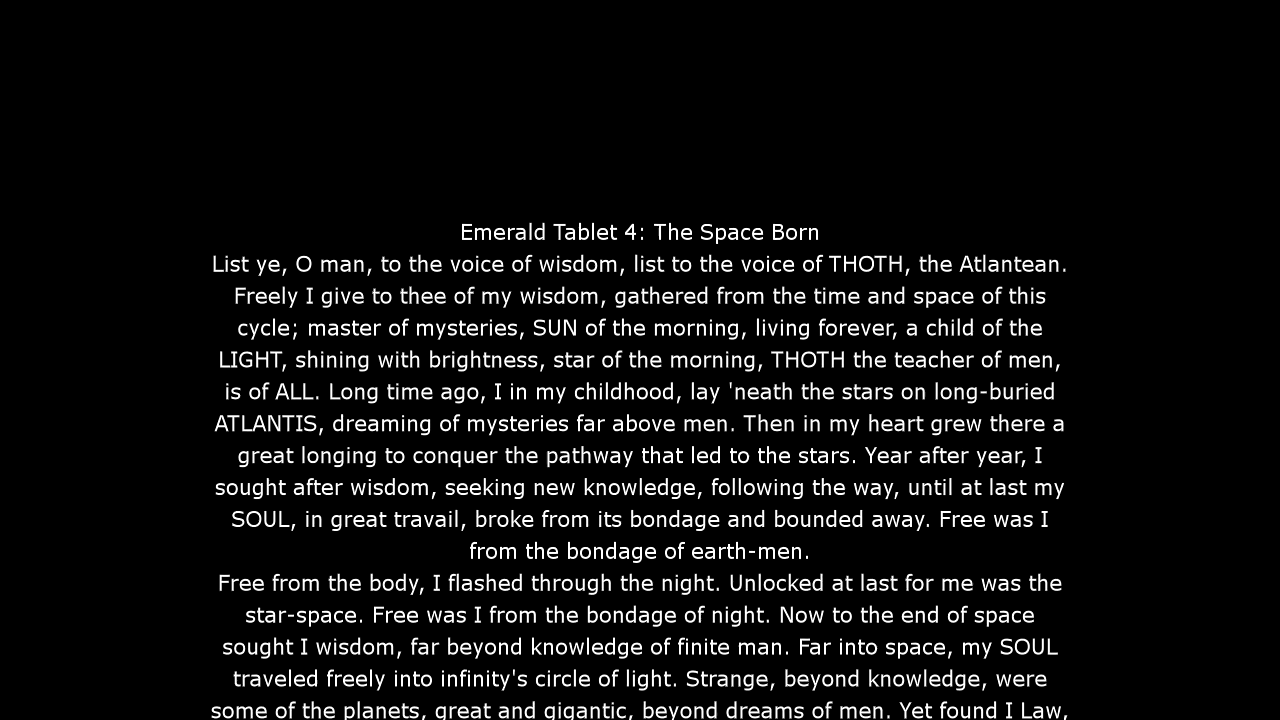 Emerald Tablet 4: The Space Born
List ye, O man, to the voice of wisdom, list to the voice of THOTH, the Atlantean.
Freely I give to thee of my wisdom, gathered from the time and space of this
cycle; master of mysteries, SUN of the morning, living forever, a child of the
LIGHT, shining with brightness, star of the morning, THOTH the teacher of men,
is of ALL. Long time ago, I in my childhood, lay 'neath the stars on long-buried
ATLANTIS, dreaming of mysteries far above men. Then in my heart grew there a
great longing to conquer the pathway that led to the stars. Year after year, I
sought after wisdom, seeking new knowledge, following the way, until at last my
SOUL, in great travail, broke from its bondage and bounded away. Free was I
from the bondage of earth-men.
Free from the body, I flashed through the night. Unlocked at last for me was the
star-space. Free was I from the bondage of night. Now to the end of space
sought I wisdom, far beyond knowledge of finite man. Far into space, my SOUL
traveled freely into infinity's circle of light. Strange, beyond knowledge, were
some of the planets, great and gigantic, beyond dreams of men. Yet found I Law,